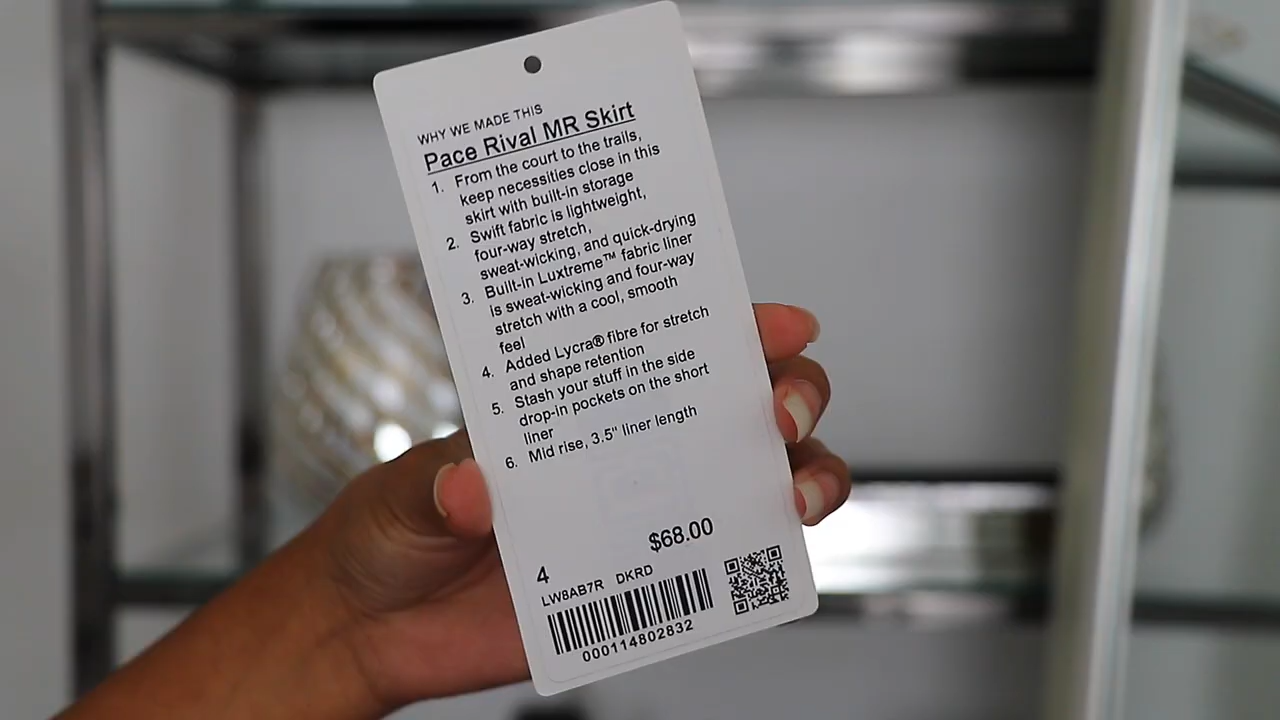 WHY WE MADE THIS
Pace Rival MR Skirt
1. From the court to the trails,
keep necessities close in this
skirt with built-in storage
2. Swift fabric is lightweight,
four-way stretch,
sweat-wicking, and quick-drying
3. Built-in Luxtreme™ fabric liner
is sweat-wicking and four-way
stretch with a cool, smooth
feel
4. Added Lycra® fibre for stretch
and shape retention
5. Stash your stuff in the side
drop-in pockets on the short
liner
6. Mid rise, 3.5" liner length
$68.00
4
LW8AB7R DKRD
000114802832